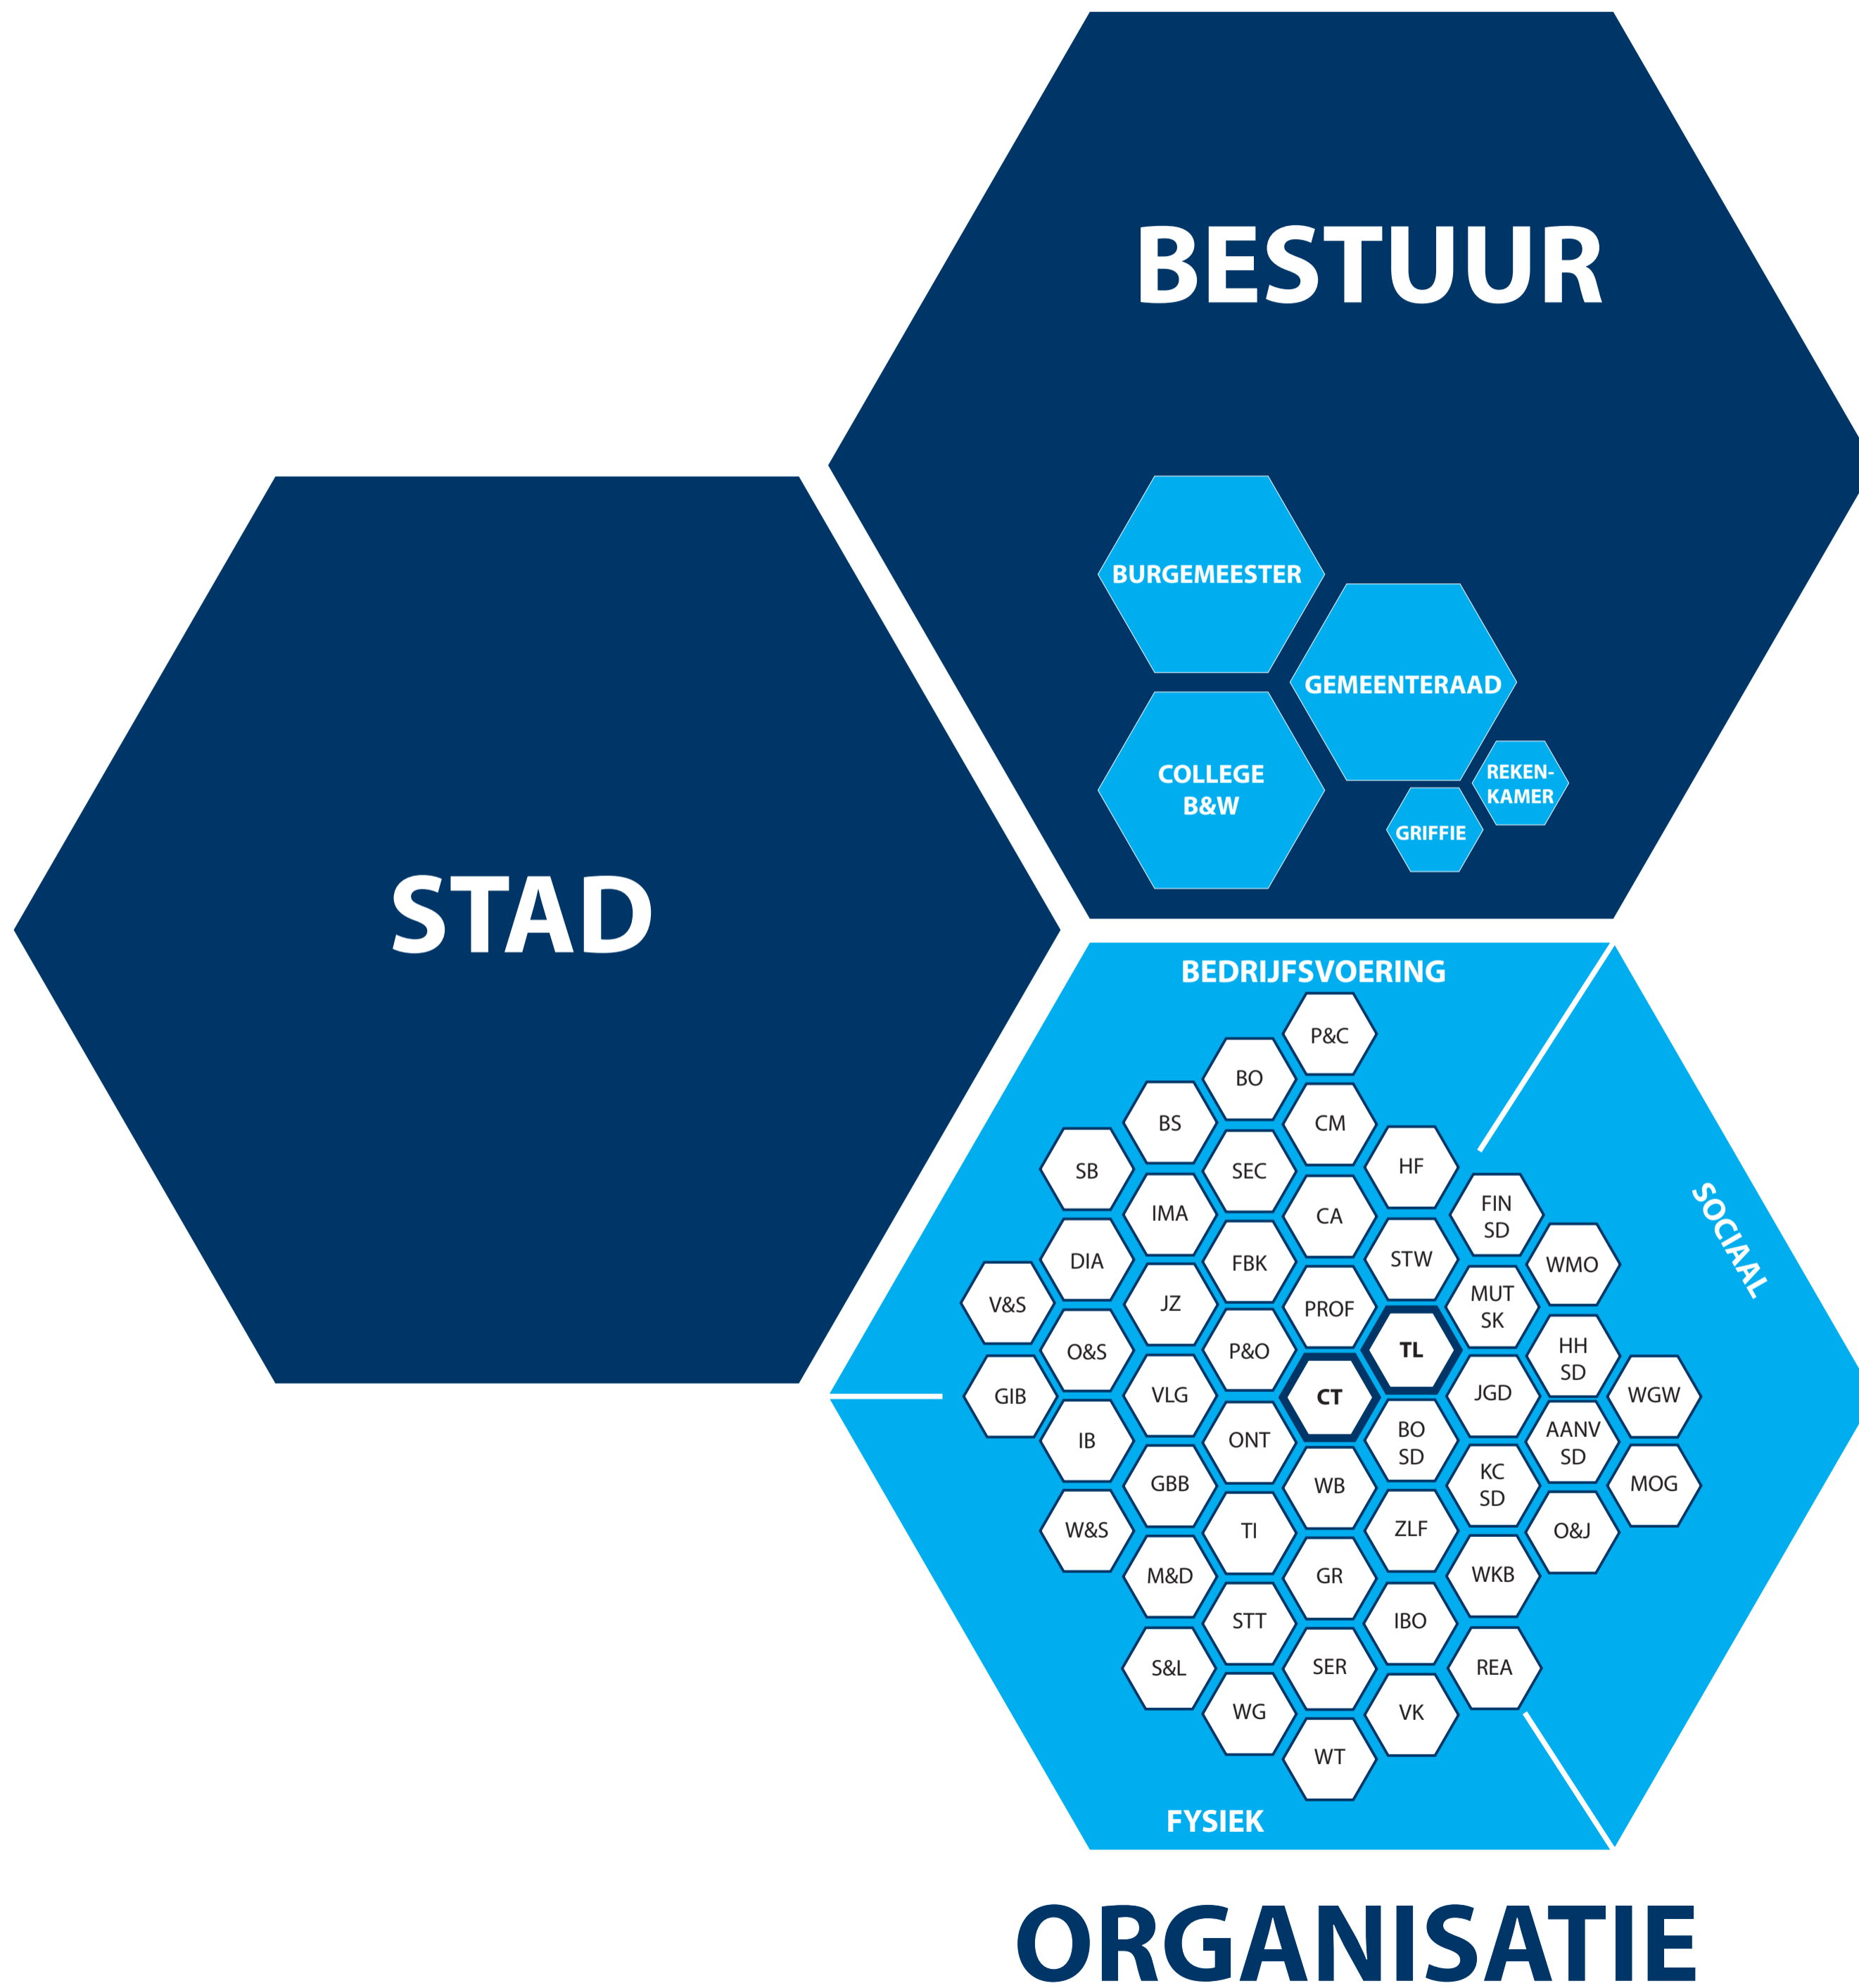 BESTUUR
BURGEMEESTER
GEMEENTERAAD
COLLEGE
B&W
REKEN-
KAMER
GRIFFIE
STAD
BEDRIJFSVOERING
P&C
BO
BS
CM
SB
SEC
HF
IMA
CA
FIN
SD
DIA
FBK
STW
WMO
V&S
JZ
PROF
MUT
SK
O&S
P&O
TL
HH
SD
GIB
VLG
CT
JGD
WGW
IB
ONT
BO
SD
AANV
SD
GBB
WB
KC
SD
MOG
W&S
TI
ZLF
O&J
M&D
GR
WKB
STT
IBO
S&L
SER
REA
WG
VK
WT
SOCIAAL
FYSIEK
ORGANISATIE